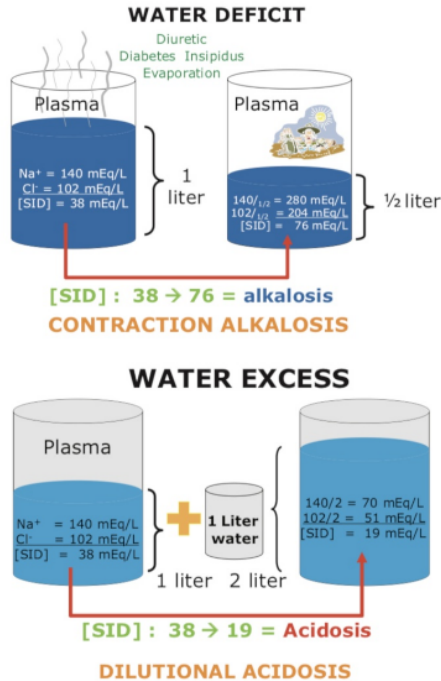 WATER DEFICIT
Diuretic
Diabetes Insipidus
Evaporation
Plasma
Na⁺ = 140 mEq/L
Cl⁻ = 102 mEq/L
[SID] = 38 mEq/L
1
liter
Plasma
140/1/2 = 280 mEq/L
102/1/2 = 204 mEq/L
[SID] = 76 mEq/L
½ liter
[SID] : 38 → 76 = alkalosis
CONTRACTION ALKALOSIS
WATER EXCESS
Plasma
Na⁺ = 140 mEq/L
Cl⁻ = 102 mEq/L
[SID] = 38 mEq/L
1 liter
1 Liter
water
2 liter
140/2 = 70 mEq/L
102/2 = 51 mEq/L
[SID] = 19 mEq/L
[SID] : 38 → 19 = Acidosis
DILUTIONAL ACIDOSIS